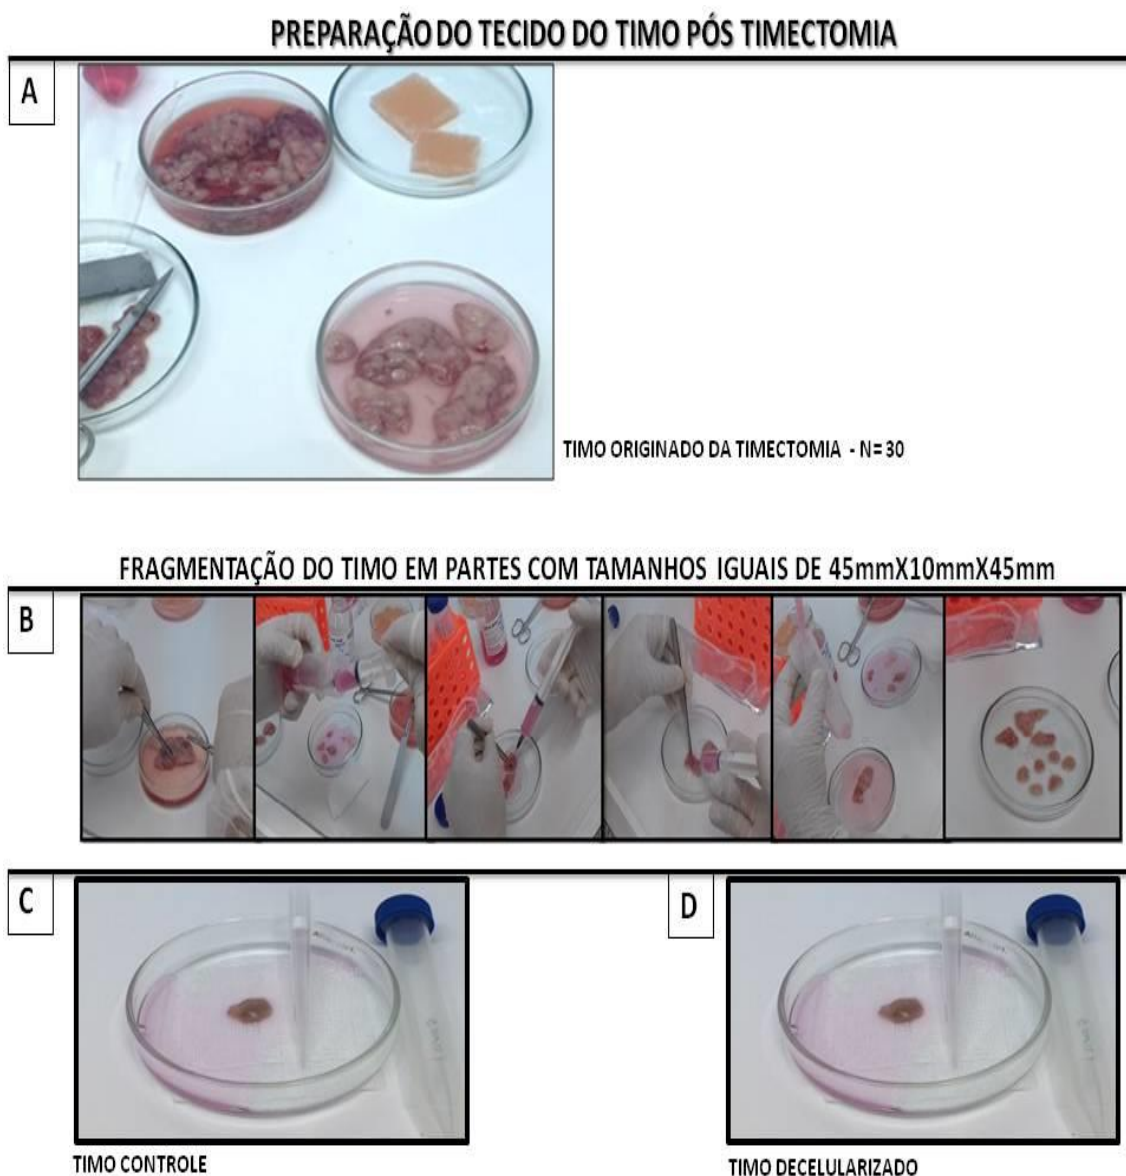 PREPARAÇÃO DO TECIDO DO TIMO PÓS TIMECTOMIA
A
TIMO ORIGINADO DA TIMECTOMIA - N= 30
FRAGMENTAÇÃO DO TIMO EM PARTES COM TAMANHOS IGUAIS DE 45mmX10mmX45mm
B
C
D
TIMO CONTROLE
TIMO DECELULARIZADO